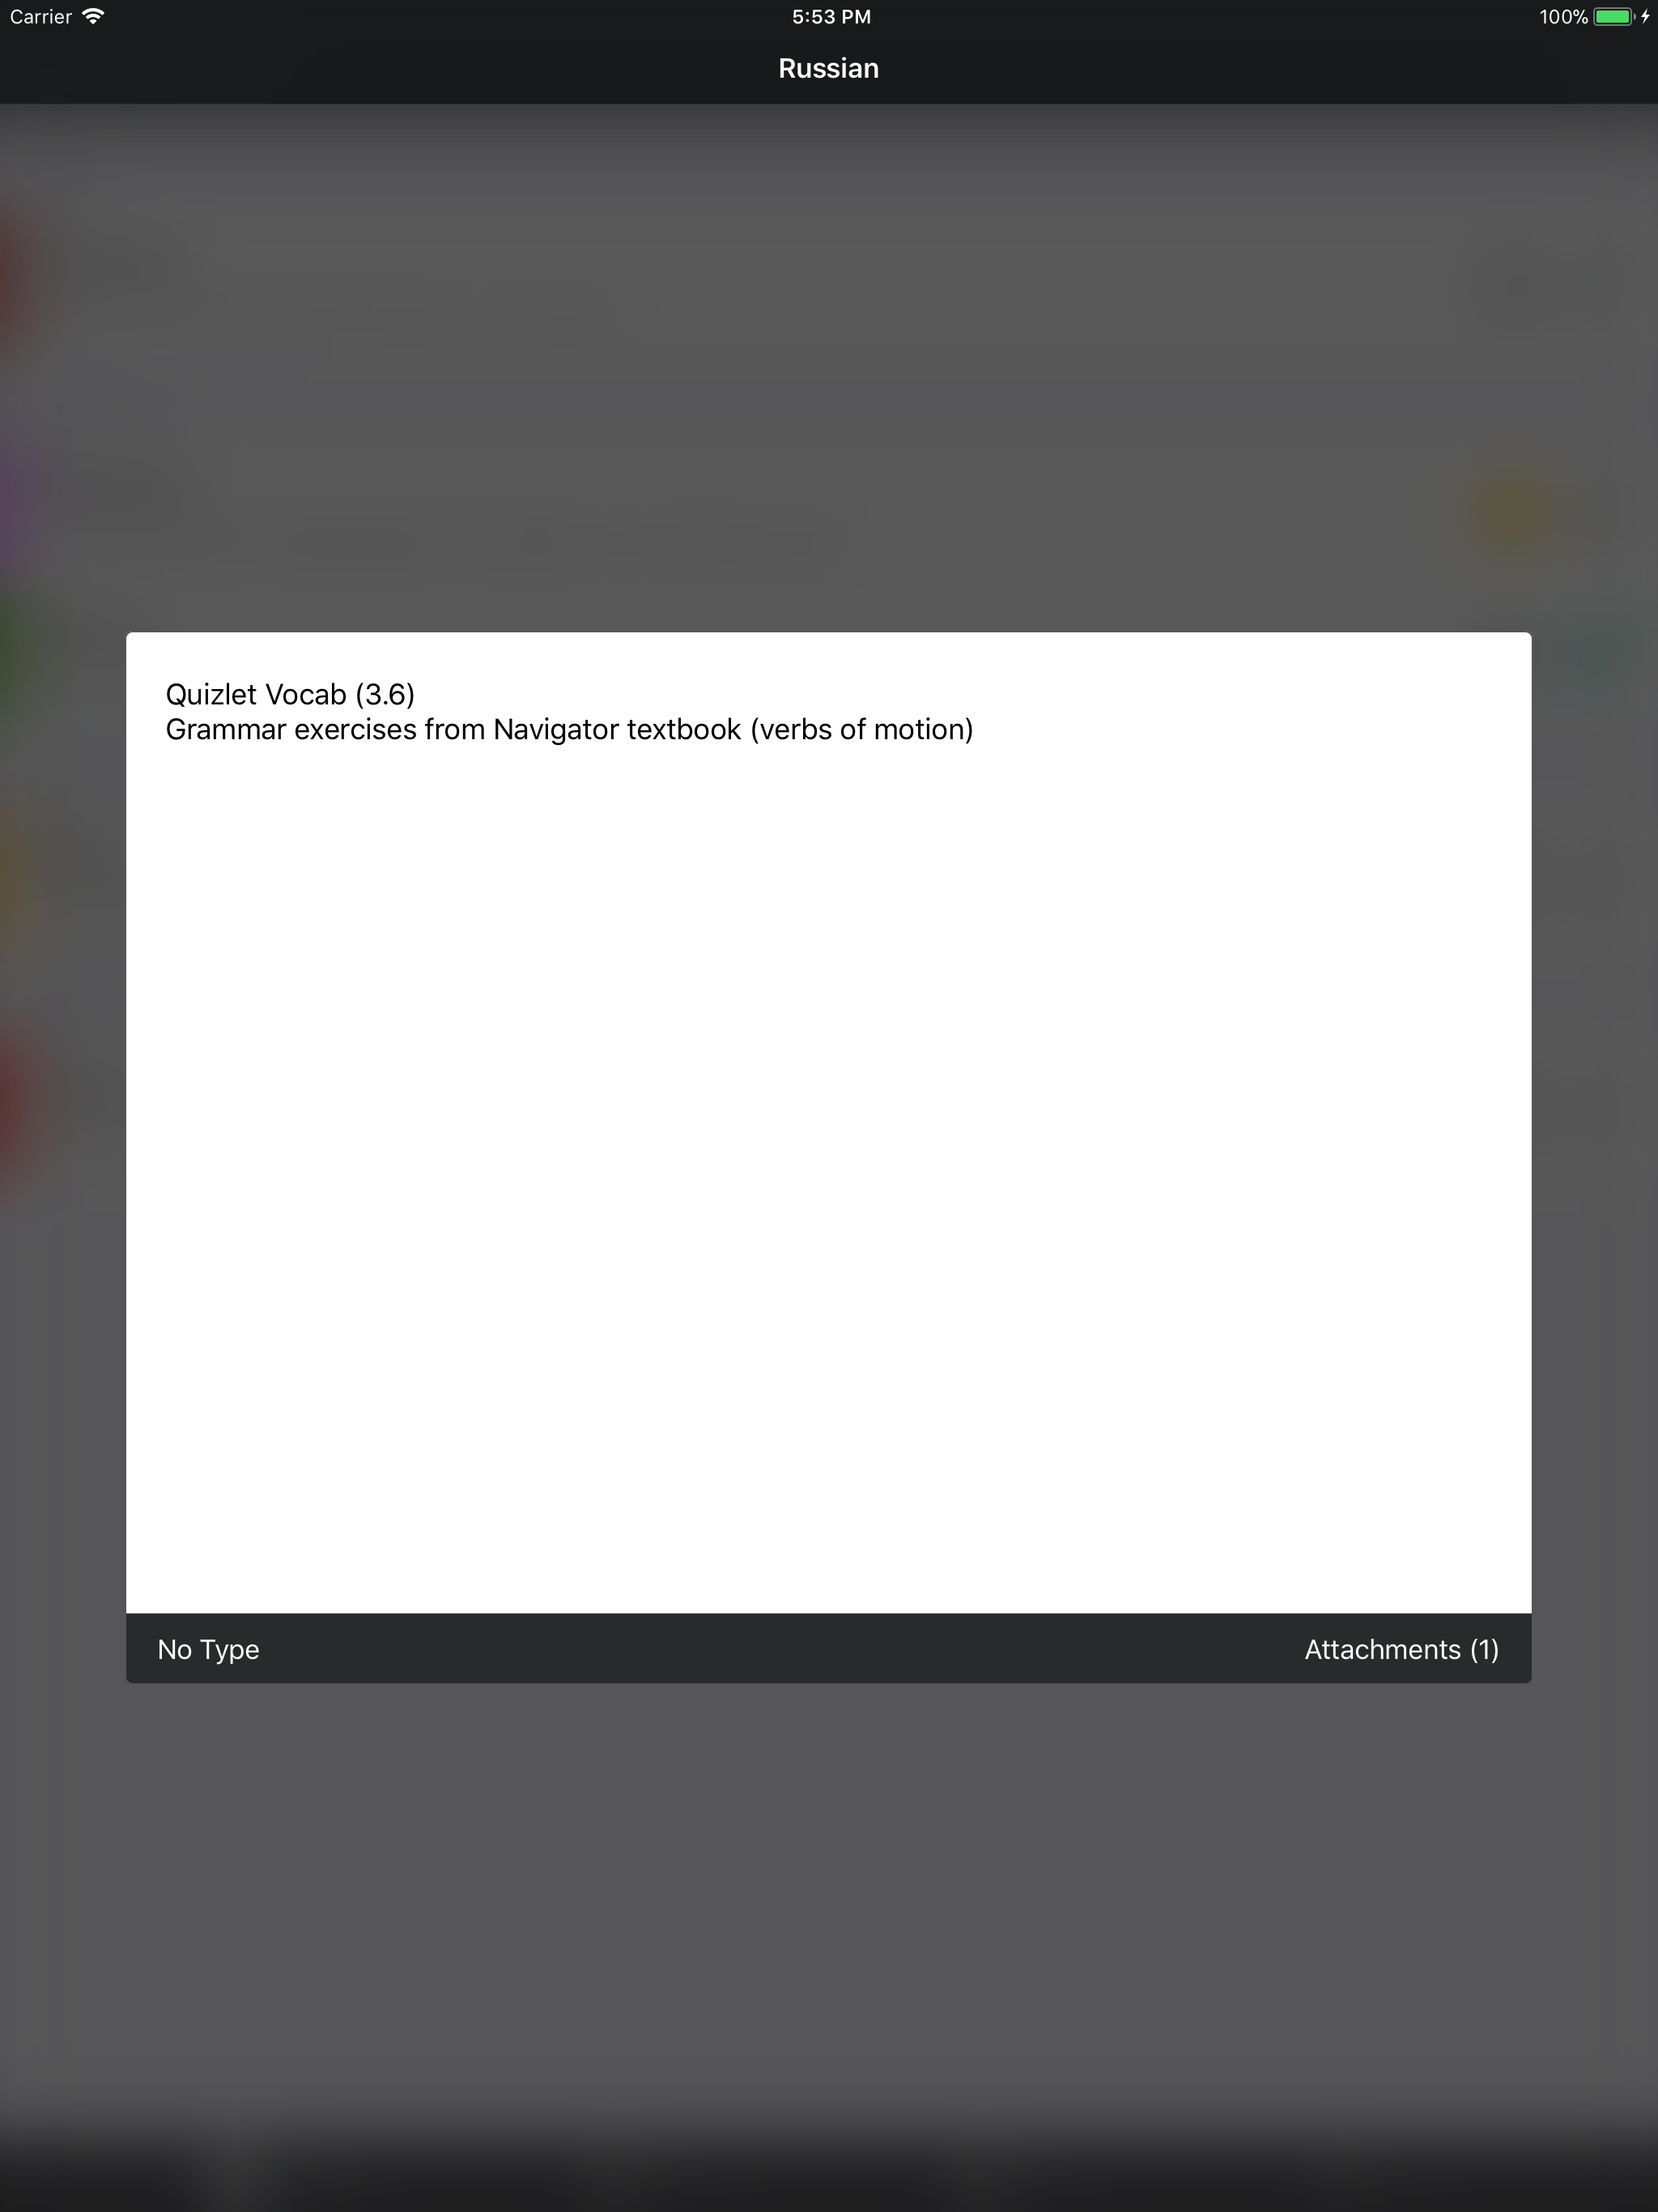 Carrier 5:53 PM 100%
Russian
Quizlet Vocab (3.6)
Grammar exercises from Navigator textbook (verbs of motion)
No Type Attachments (1)